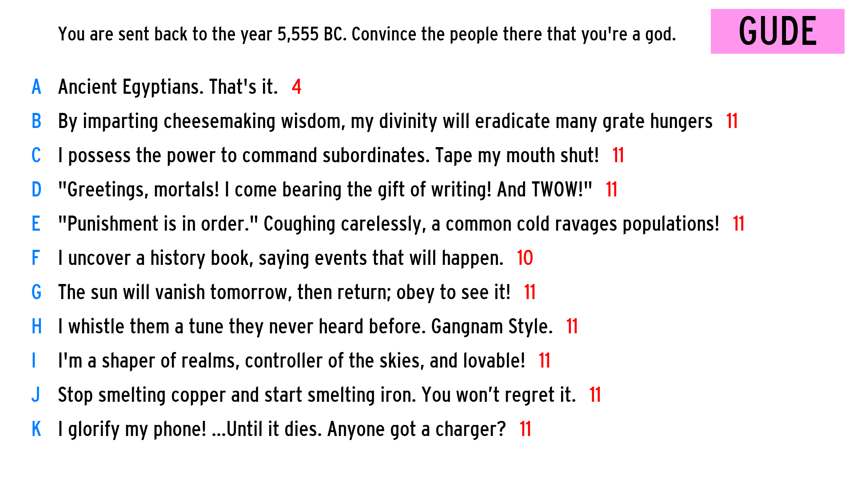 You are sent back to the year 5,555 BC. Convince the people there that you're a god.
GUDE
A Ancient Egyptians. That's it. 4
B By imparting cheesemaking wisdom, my divinity will eradicate many grate hungers 11
C I possess the power to command subordinates. Tape my mouth shut! 11
D "Greetings, mortals! I come bearing the gift of writing! And TWOW!" 11
E "Punishment is in order." Coughing carelessly, a common cold ravages populations! 11
F I uncover a history book, saying events that will happen. 10
G The sun will vanish tomorrow, then return; obey to see it! 11
H I whistle them a tune they never heard before. Gangnam Style. 11
I I'm a shaper of realms, controller of the skies, and lovable! 11
J Stop smelting copper and start smelting iron. You won’t regret it. 11
K I glorify my phone! ...Until it dies. Anyone got a charger? 11